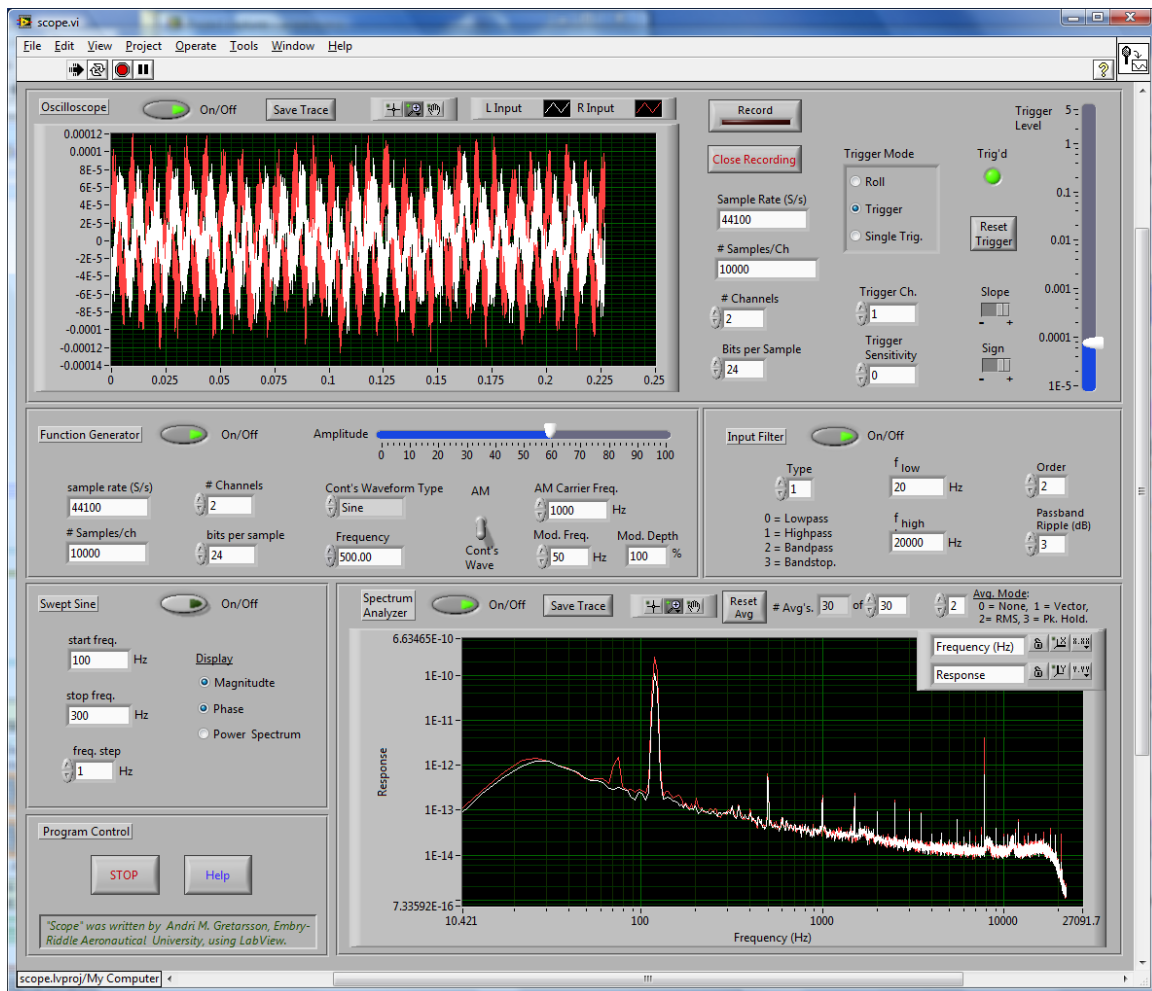 scope.vi
File Edit View Project Operate Tools Window Help
Oscilloscope
On/Off
Save Trace
L Input
R Input
0.00012
0.0001
8E-5
6E-5
4E-5
2E-5
0
-2E-5
-4E-5
-6E-5
-8E-5
-0.0001
-0.00012
-0.00014
0 0.025 0.05 0.075 0.1 0.125 0.15 0.175 0.2 0.225 0.25
Record
Close Recording
Sample Rate (S/s)
44100
# Samples/Ch
10000
# Channels
2
Bits per Sample
24
Trigger Mode
Roll
Trigger
Single Trig.
Trigger Ch.
1
Trigger
Sensitivity
0
Trig'd
Reset
Trigger
Slope
- +
Sign
- +
Trigger
Level
5
1
0.1
0.01
0.001
0.0001
1E-5
Function Generator
On/Off
Amplitude
0 10 20 30 40 50 60 70 80 90 100
sample rate (S/s)
44100
# Samples/ch
10000
# Channels
2
bits per sample
24
Cont's Waveform Type
Sine
Frequency
500.00
AM
Cont's
Wave
AM Carrier Freq.
1000 Hz
Mod. Freq.
50 Hz
Mod. Depth
100 %
Input Filter
On/Off
Type
1
0 = Lowpass
1 = Highpass
2 = Bandpass
3 = Bandstop.
f low
20 Hz
f high
20000 Hz
Order
2
Passband
Ripple (dB)
3
Swept Sine
On/Off
start freq.
100 Hz
stop freq.
300 Hz
freq. step
1 Hz
Display
Magnitudte
Phase
Power Spectrum
Program Control
STOP
Help
"Scope" was written by Andri M. Gretarsson, Embry-
Riddle Aeronautical University, using LabView.
Spectrum
Analyzer
On/Off
Save Trace
Reset
Avg
# Avg's. 30 of 30
2
Avg. Mode:
0 = None, 1 = Vector,
2= RMS, 3 = Pk. Hold.
Frequency (Hz)
Response
6.63465E-10
1E-10
1E-11
1E-12
1E-13
1E-14
7.33592E-16
Response
10.421 100 1000 10000 27091.7
Frequency (Hz)
scope.lvproj/My Computer